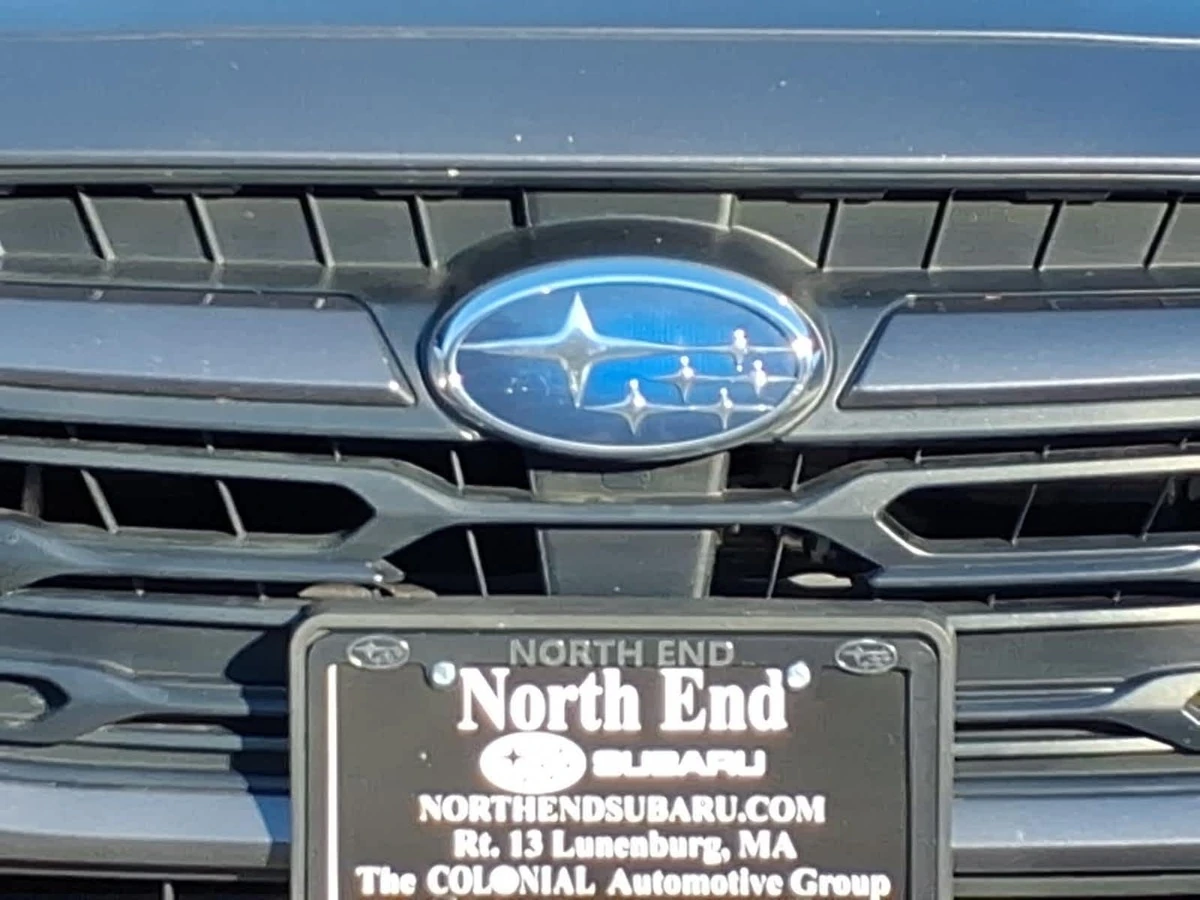 NORTH END
North End
SUBARU
NORTHENDSUBARU.COM
Rt. 13 Lunenburg, MA
The COLONIAL Automotive Group